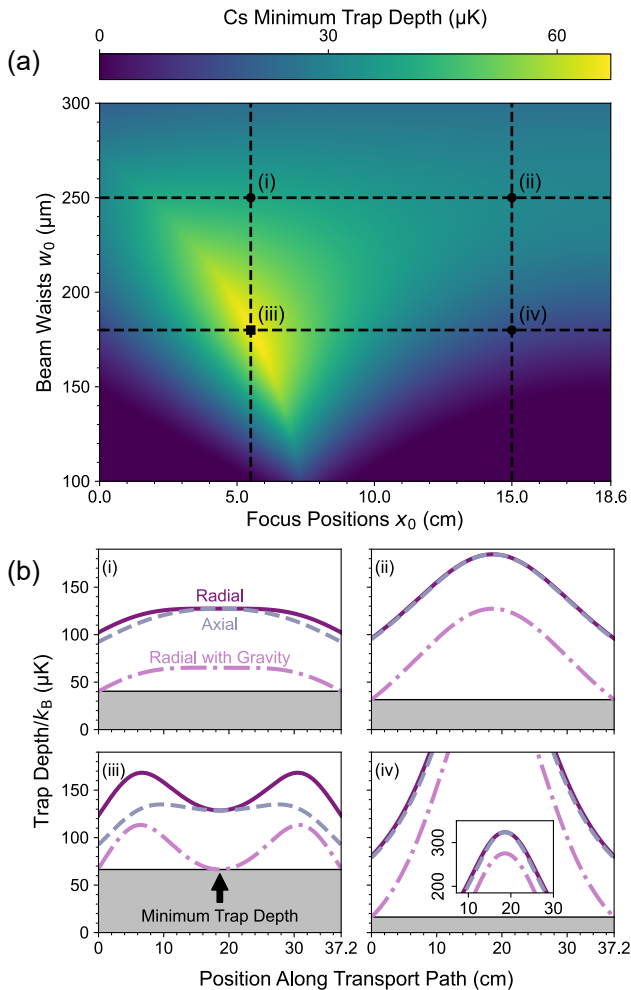 Cs Minimum Trap Depth (μK)
0 30 60
(a)
300
250
200
150
100
Beam Waists w₀ (μm)
(i) (ii)
(iii) (iv)
0.0 5.0 10.0 15.0 18.6
Focus Positions x₀ (cm)
(b)
Trap Depth/k_B (μK)
(i)
Radial
Axial
Radial with Gravity
150
100
50
0
(ii)
(iii)
Minimum Trap Depth
150
100
50
0
0 10 20 30 37.2
(iv)
300
200
10 20 30
0 10 20 30 37.2
Position Along Transport Path (cm)